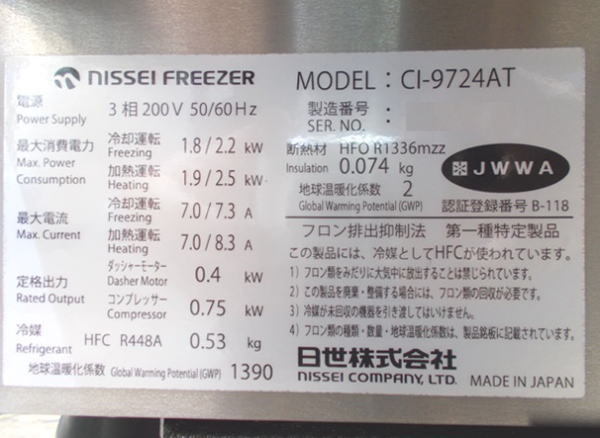 NISSEI FREEZER
MODEL : CI-9724AT
電源
Power Supply
3 相 200 V 50/60 Hz
製造番号 :
SER. NO. :
最大消費電力
Max. Power
Consumption
冷却運転
Freezing
1.8 / 2.2 kW
加熱運転
Heating
1.9 / 2.5 kW
断熱材 HFO R1336mzz
Insulation 0.074 kg
地球温暖化係数 2
Global Warming Potential (GWP)
JWWA
認証登録番号 B-118
最大電流
Max. Current
冷却運転
Freezing
7.0 / 7.3 A
加熱運転
Heating
7.0 / 8.3 A
定格出力
Rated Output
ダッシャーモーター
Dasher Motor
0.4 kW
コンプレッサー
Compressor
0.75 kW
冷媒
Refrigerant
HFC R448A 0.53 kg
地球温暖化係数 Global Warming Potential (GWP) 1390
フロン排出抑制法 第一種特定製品
この製品には、冷媒としてHFCが使われています。
1) フロン類をみだりに大気中に放出することは禁じられています。
2) この製品を廃棄・整備する場合には、フロン類の回収が必要です。
3) 冷媒が未回収の機器を引き渡してはいけません。
4) フロン類の種類・数量・地球温暖化係数は、製品銘板に記載されています。
日世株式会社
NISSEI COMPANY, LTD. MADE IN JAPAN